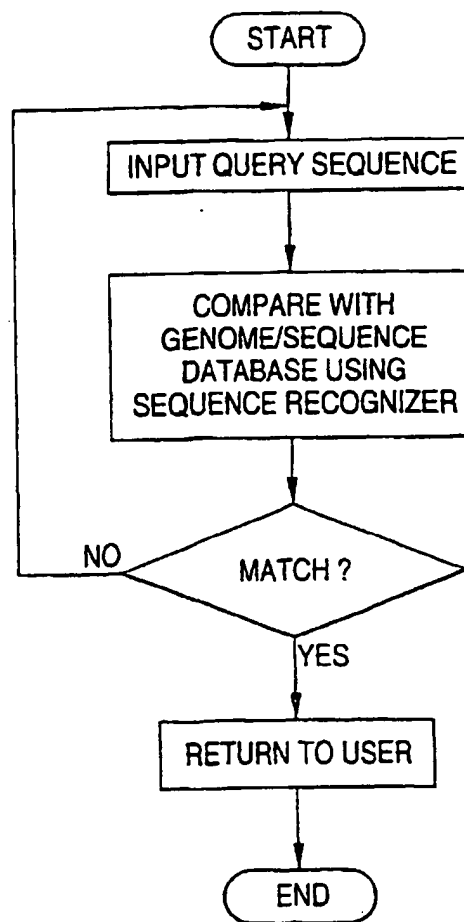 START
INPUT QUERY SEQUENCE
COMPARE WITH
GENOME/SEQUENCE
DATABASE USING
SEQUENCE RECOGNIZER
NO
MATCH ?
YES
RETURN TO USER
END